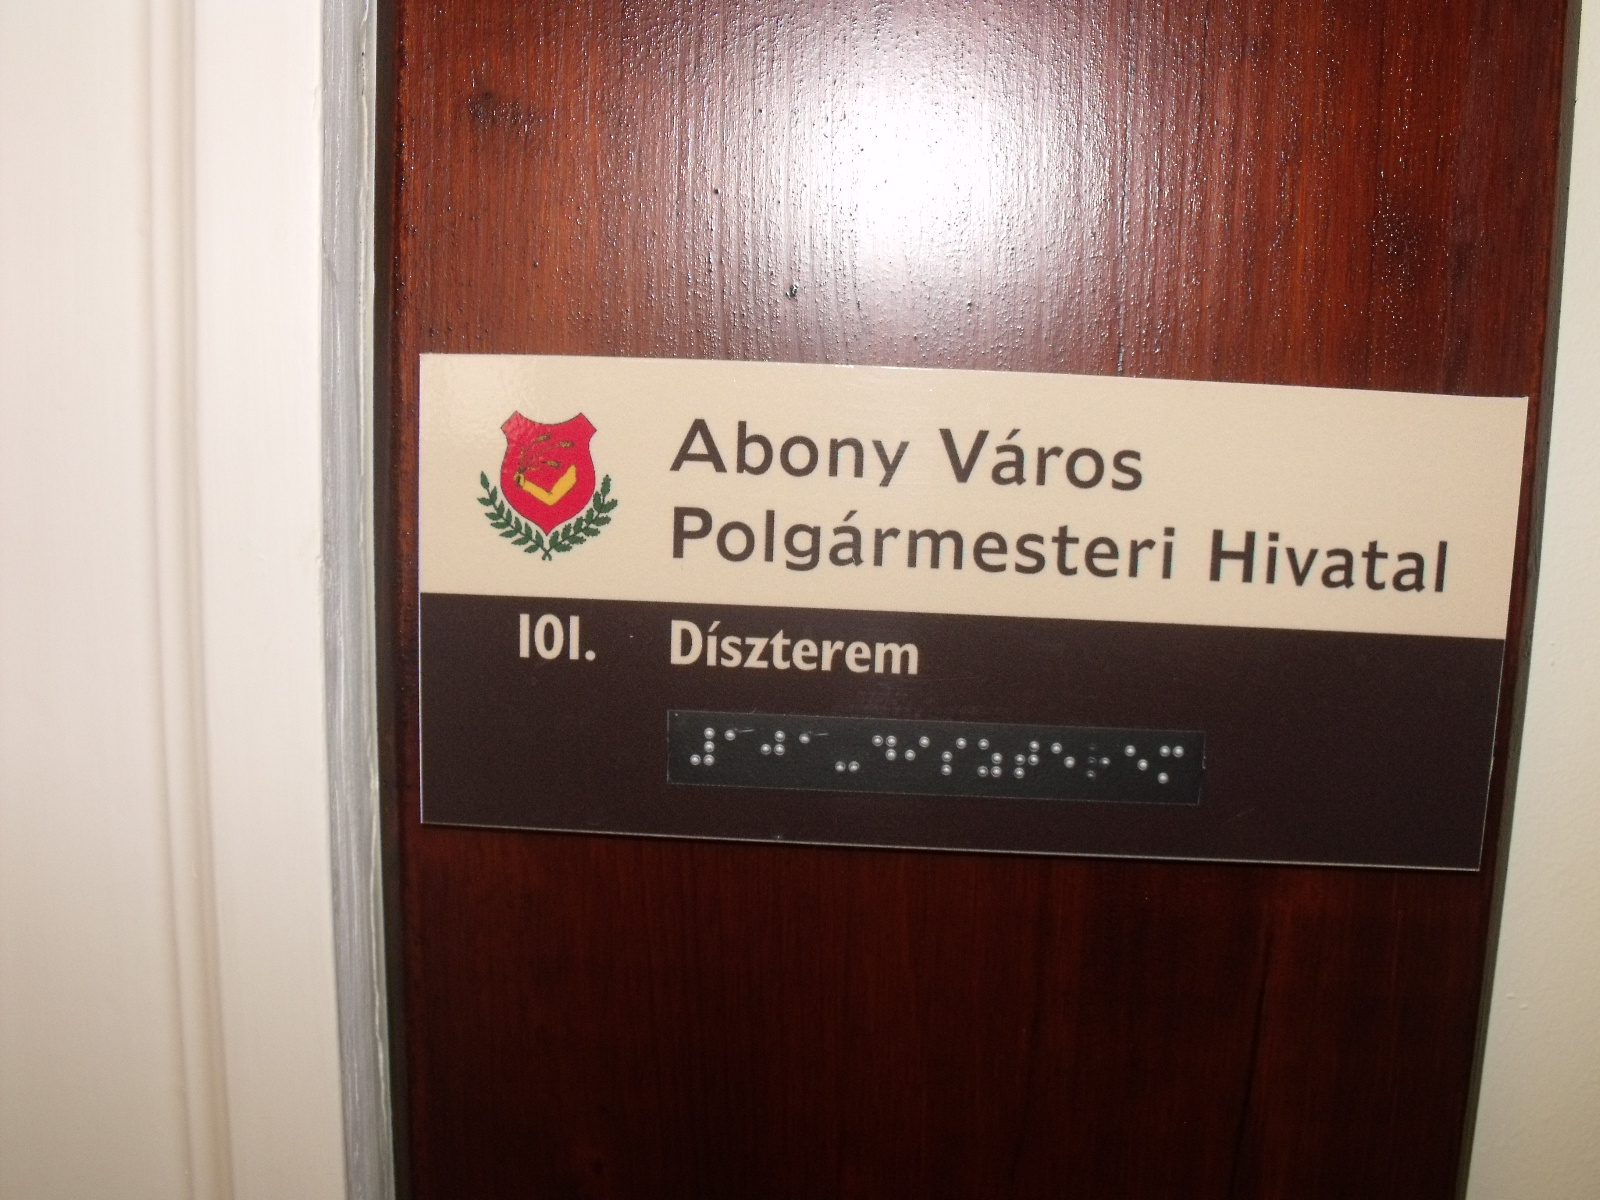 Abony Város
Polgármesteri Hivatal
101. Díszterem